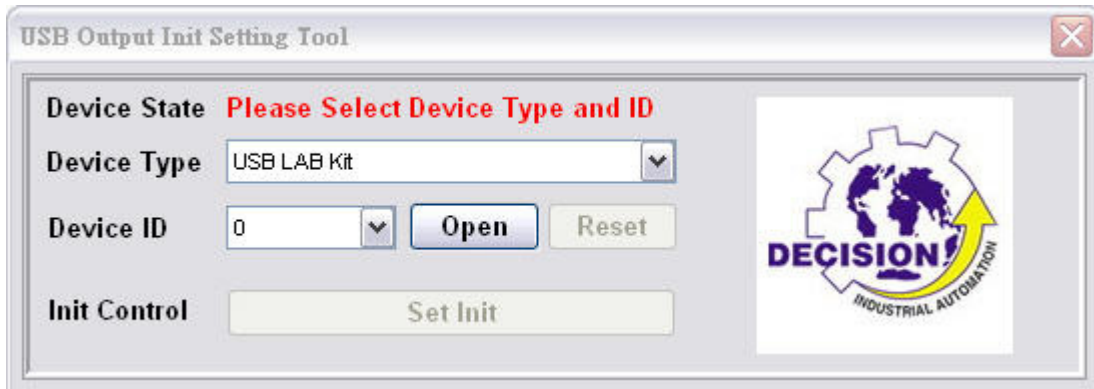 USB Output Init Setting Tool
Device State Please Select Device Type and ID
Device Type USB LAB Kit
Device ID 0 Open Reset
Init Control Set Init
DECISION
INDUSTRIAL AUTOMATION